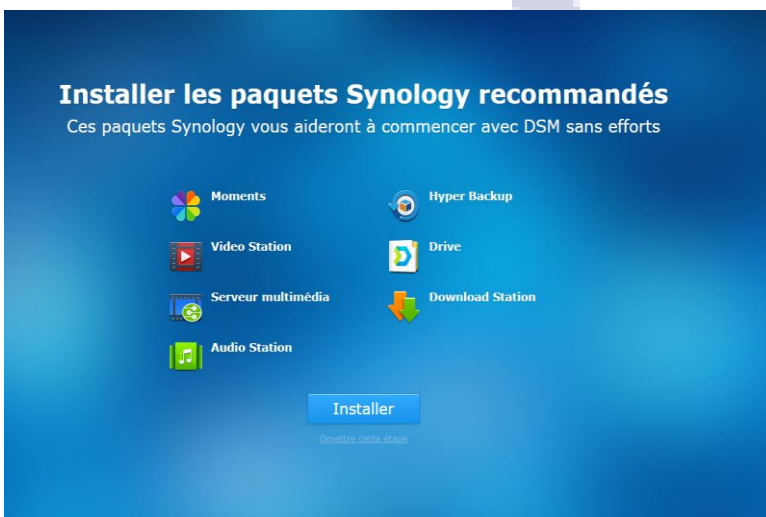 Installer les paquets Synology recommandés
Ces paquets Synology vous aideront à commencer avec DSM sans efforts
Moments
Hyper Backup
Video Station
Drive
Serveur multimédia
Download Station
Audio Station
Installer
Omettre cette étape